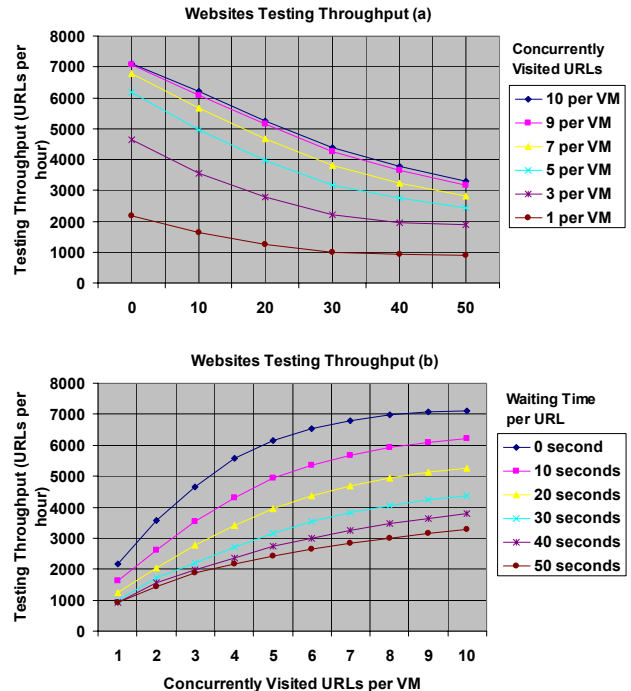 Websites Testing Throughput (a)
Testing Throughput (URLs per
hour)
8000
7000
6000
5000
4000
3000
2000
1000
0
0 10 20 30 40 50
Concurrently
Visited URLs
10 per VM
9 per VM
7 per VM
5 per VM
3 per VM
1 per VM
Websites Testing Throughput (b)
Testing Throughput (URLs per
hour)
8000
7000
6000
5000
4000
3000
2000
1000
0
1 2 3 4 5 6 7 8 9 10
Concurrently Visited URLs per VM
Waiting Time
per URL
0 second
10 seconds
20 seconds
30 seconds
40 seconds
50 seconds